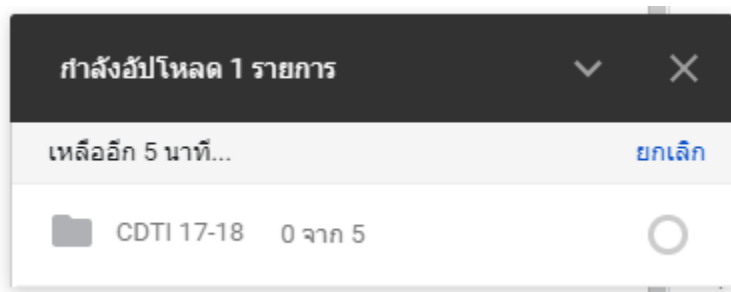 กำลังอัปโหลด 1 รายการ
เหลืออีก 5 นาที... ยกเลิก
CDTI 17-18 0 จาก 5